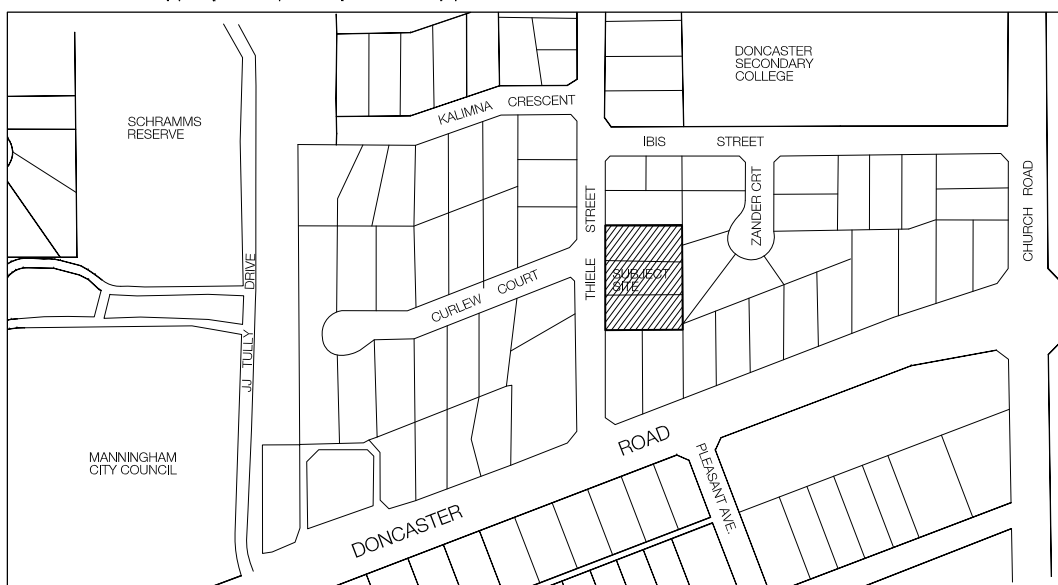 DONCASTER
SECONDARY
COLLEGE
SCHRAMMS
RESERVE
KALIMNA CRESCENT
IBIS STREET
ZANDER CRT
CHURCH ROAD
THIELE STREET
SUBJECT
SITE
CURLEW COURT
JJ TULLY DRIVE
MANNINGHAM
CITY COUNCIL
DONCASTER ROAD
PLEASANT AVE.